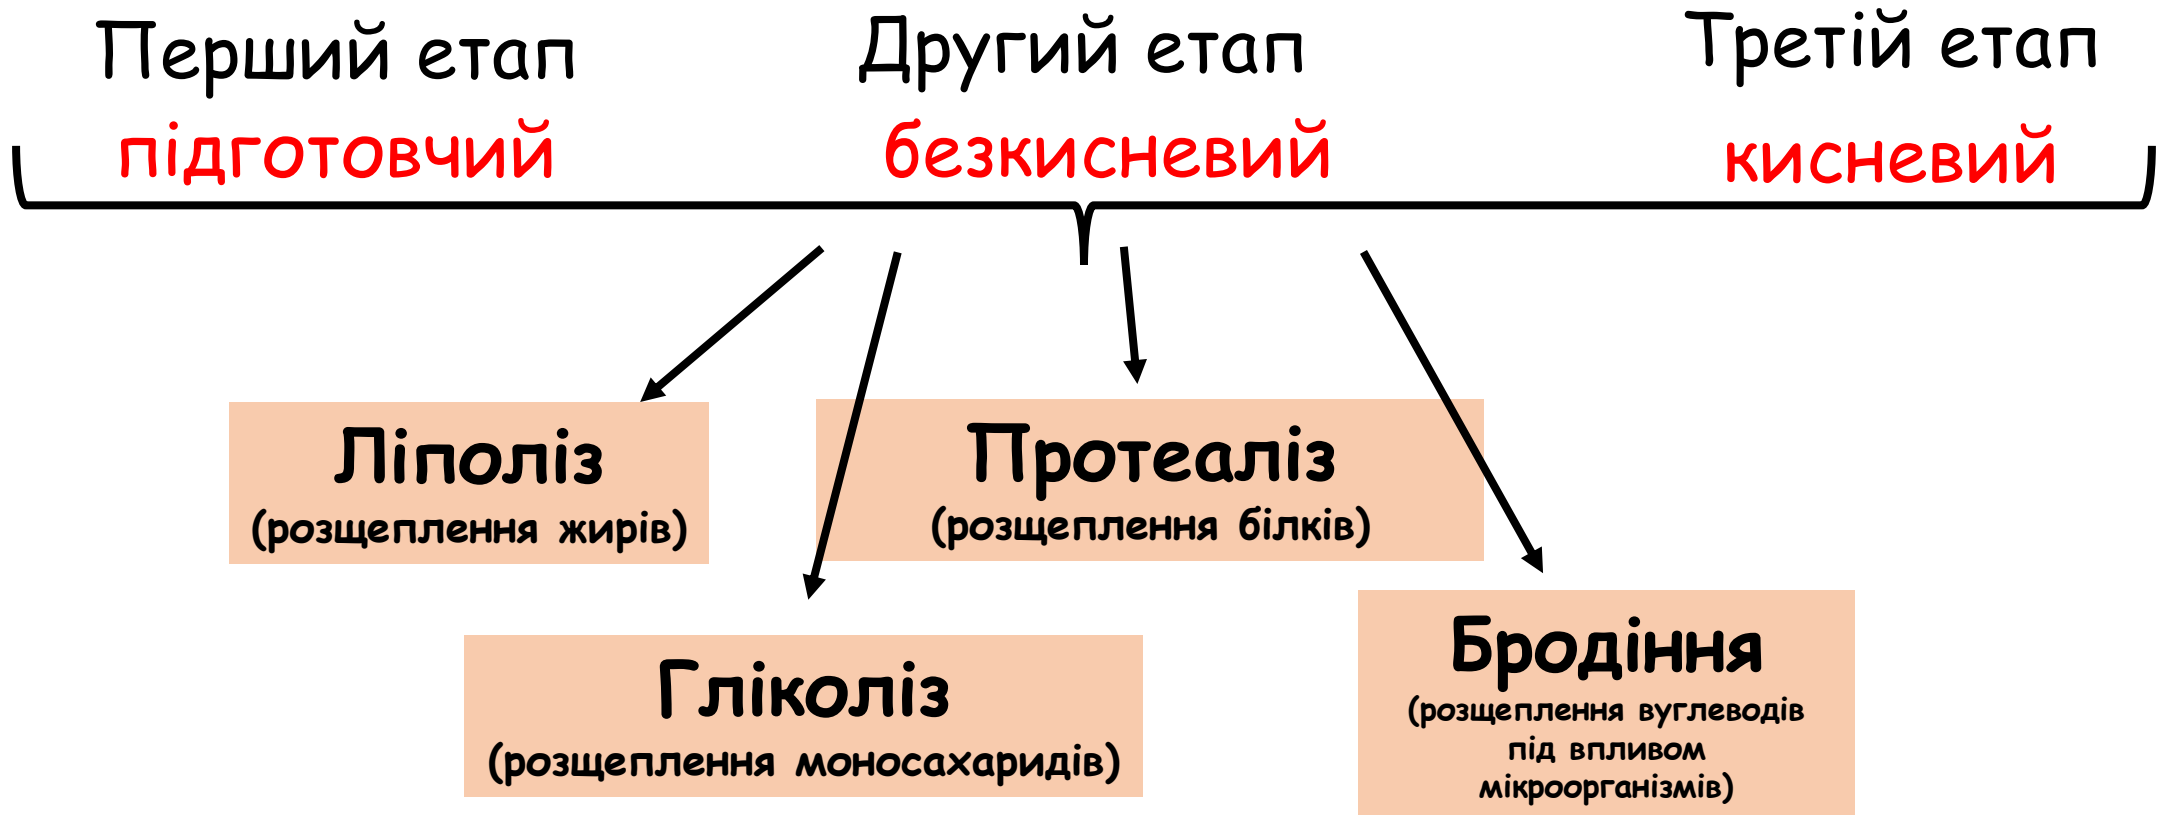 Перший етап
підготовчий
Другий етап
безкисневий
Третій етап
кисневий
Ліполіз
(розщеплення жирів)
Протеаліз
(розщеплення білків)
Гліколіз
(розщеплення моносахаридів)
Бродіння
(розщеплення вуглеводів
під впливом
мікроорганізмів)